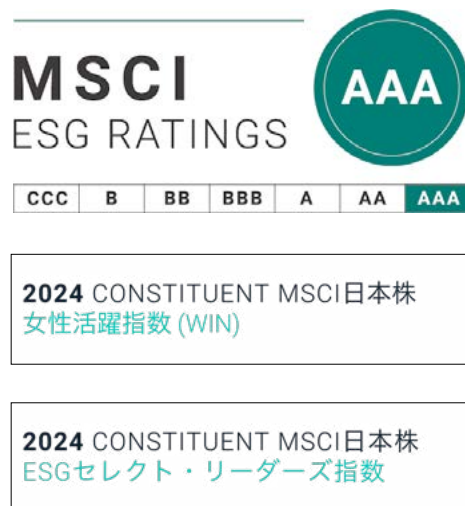 MSCI
ESG RATINGS
AAA
CCC B BB BBB A AA AAA
2024 CONSTITUENT MSCI日本株
女性活躍指数 (WIN)
2024 CONSTITUENT MSCI日本株
ESGセレクト・リーダーズ指数